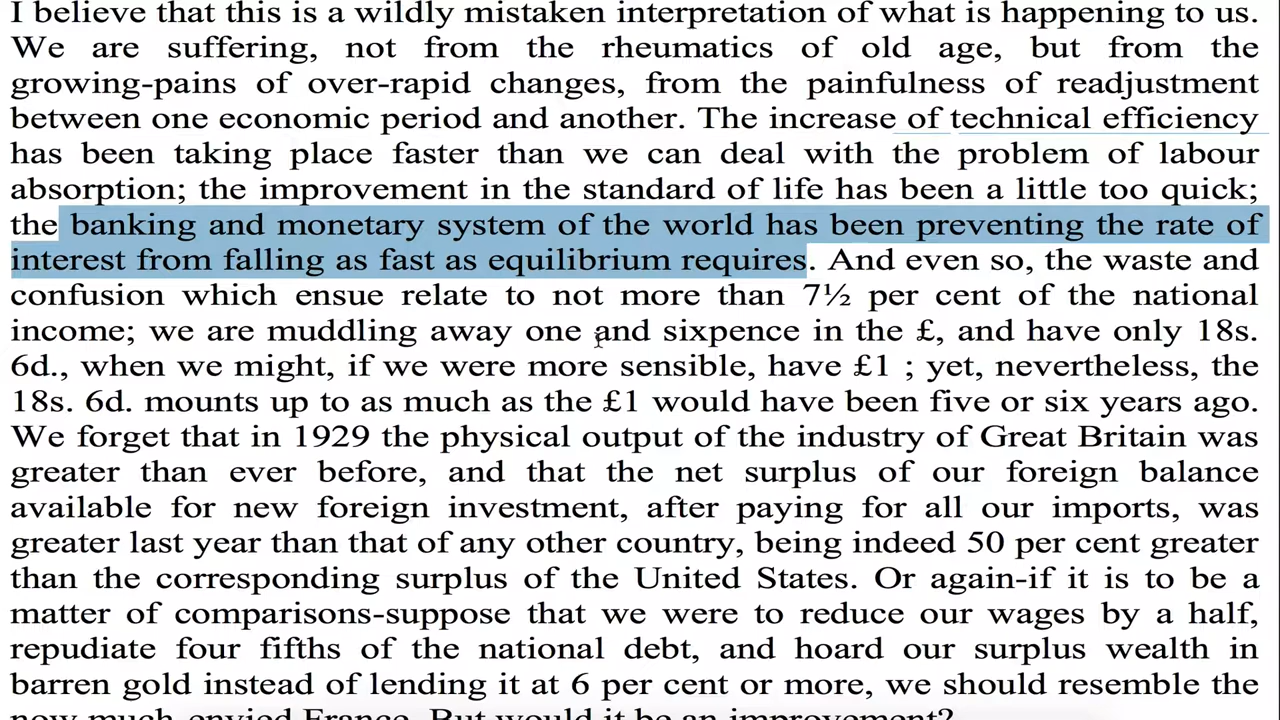 I believe that this is a wildly mistaken interpretation of what is happening to us.
We are suffering, not from the rheumatics of old age, but from the
growing-pains of over-rapid changes, from the painfulness of readjustment
between one economic period and another. The increase of technical efficiency
has been taking place faster than we can deal with the problem of labour
absorption; the improvement in the standard of life has been a little too quick;
the banking and monetary system of the world has been preventing the rate of
interest from falling as fast as equilibrium requires. And even so, the waste and
confusion which ensue relate to not more than 7½ per cent of the national
income; we are muddling away one and sixpence in the £, and have only 18s.
6d., when we might, if we were more sensible, have £1 ; yet, nevertheless, the
18s. 6d. mounts up to as much as the £1 would have been five or six years ago.
We forget that in 1929 the physical output of the industry of Great Britain was
greater than ever before, and that the net surplus of our foreign balance
available for new foreign investment, after paying for all our imports, was
greater last year than that of any other country, being indeed 50 per cent greater
than the corresponding surplus of the United States. Or again-if it is to be a
matter of comparisons-suppose that we were to reduce our wages by a half,
repudiate four fifths of the national debt, and hoard our surplus wealth in
barren gold instead of lending it at 6 per cent or more, we should resemble the
now much-envied France. But would it be an improvement?